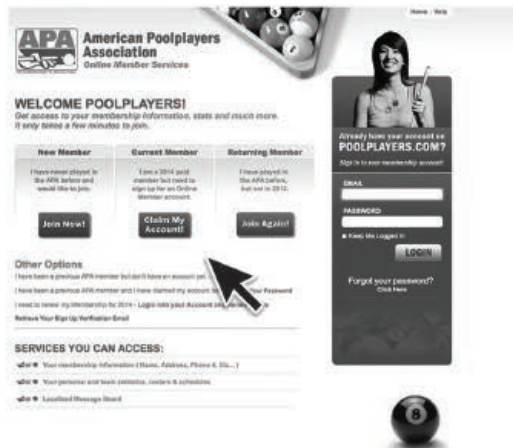 Home Help
APA
American Poolplayers
Association
Online Member Services
WELCOME POOLPLAYERS!
Get access to your membership information, stats and much more.
It only takes a few minutes to join.
New Member
I have never played in
the APA before and
would like to join.
Join Now!
Current Member
I am a 2014 paid
member but need to
sign up for an Online
Member account.
Claim My
Account!
Returning Member
I have played in
the APA before,
but not in 2013.
Join Again!
Other Options
I have been a previous APA member but don't have an account yet.
I have been a previous APA member and I have claimed my account Your Password
I need to renew my Membership for 2014 - Login into your Account
Retrieve Your Sign Up Verification Email
SERVICES YOU CAN ACCESS:
Your membership information (Name, Address, Phone #, Etc...)
Your personal and team statistics, rosters & schedules
Localized Message Board
Already have your account on
POOLPLAYERS.COM?
Sign in to your membership account!
EMAIL
PASSWORD
Keep Me Logged In
LOGIN
Forgot your password?
Click Here
8